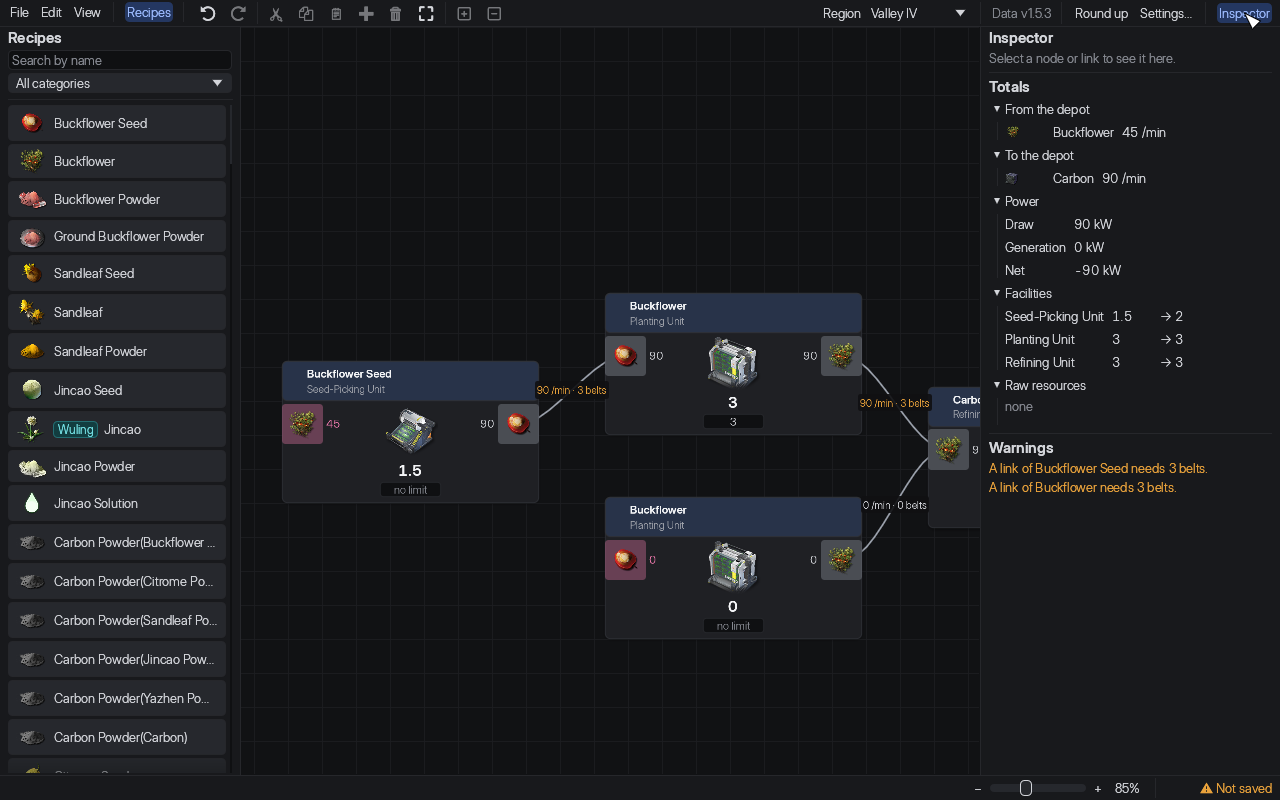 File Edit View Recipes Region Valley IV Data v1.5.3 Round up Settings... Inspector
Recipes
Search by name
All categories
Buckflower Seed
Buckflower
Buckflower Powder
Ground Buckflower Powder
Sandleaf Seed
Sandleaf
Sandleaf Powder
Jincao Seed
Wuling Jincao
Jincao Powder
Jincao Solution
Carbon Powder(Buckflower ...
Carbon Powder(Citrome Po...
Carbon Powder(Sandleaf Po...
Carbon Powder(Jincao Pow...
Carbon Powder(Yazhen Po...
Carbon Powder(Carbon)
Buckflower Seed
Seed-Picking Unit
45
90
1.5
no limit
90 /min · 3 belts
Buckflower
Planting Unit
90
90
3
3
90 /min · 3 belts
Buckflower
Planting Unit
0
0
0
no limit
0 /min · 0 belts
Carbo
Refinin
9
Inspector
Select a node or link to see it here.
Totals
From the depot
Buckflower 45 /min
To the depot
Carbon 90 /min
Power
Draw 90 kW
Generation 0 kW
Net -90 kW
Facilities
Seed-Picking Unit 1.5 → 2
Planting Unit 3 → 3
Refining Unit 3 → 3
Raw resources
none
Warnings
A link of Buckflower Seed needs 3 belts.
A link of Buckflower needs 3 belts.
− + 85% Not saved